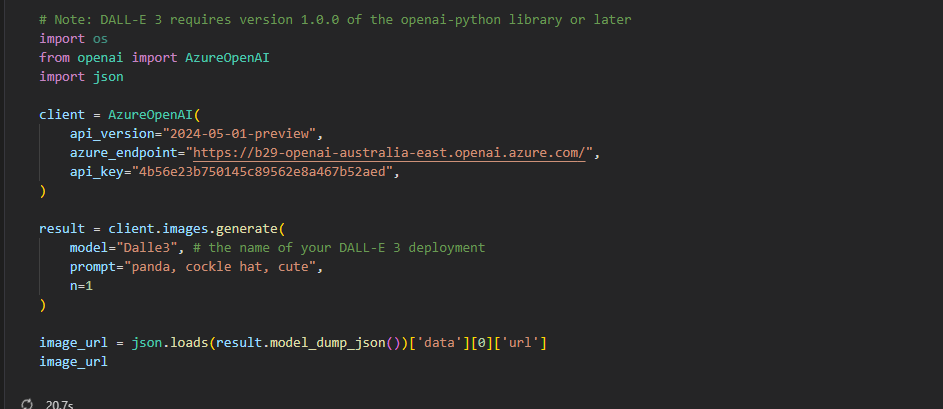 # Note: DALL-E 3 requires version 1.0.0 of the openai-python library or later
import os
from openai import AzureOpenAI
import json
client = AzureOpenAI(
api_version="2024-05-01-preview",
azure_endpoint="https://b29-openai-australia-east.openai.azure.com/",
api_key="4b56e23b750145c89562e8a467b52aed",
)
result = client.images.generate(
model="Dalle3", # the name of your DALL-E 3 deployment
prompt="panda, cockle hat, cute",
n=1
)
image_url = json.loads(result.model_dump_json())['data'][0]['url']
image_url
20.7s